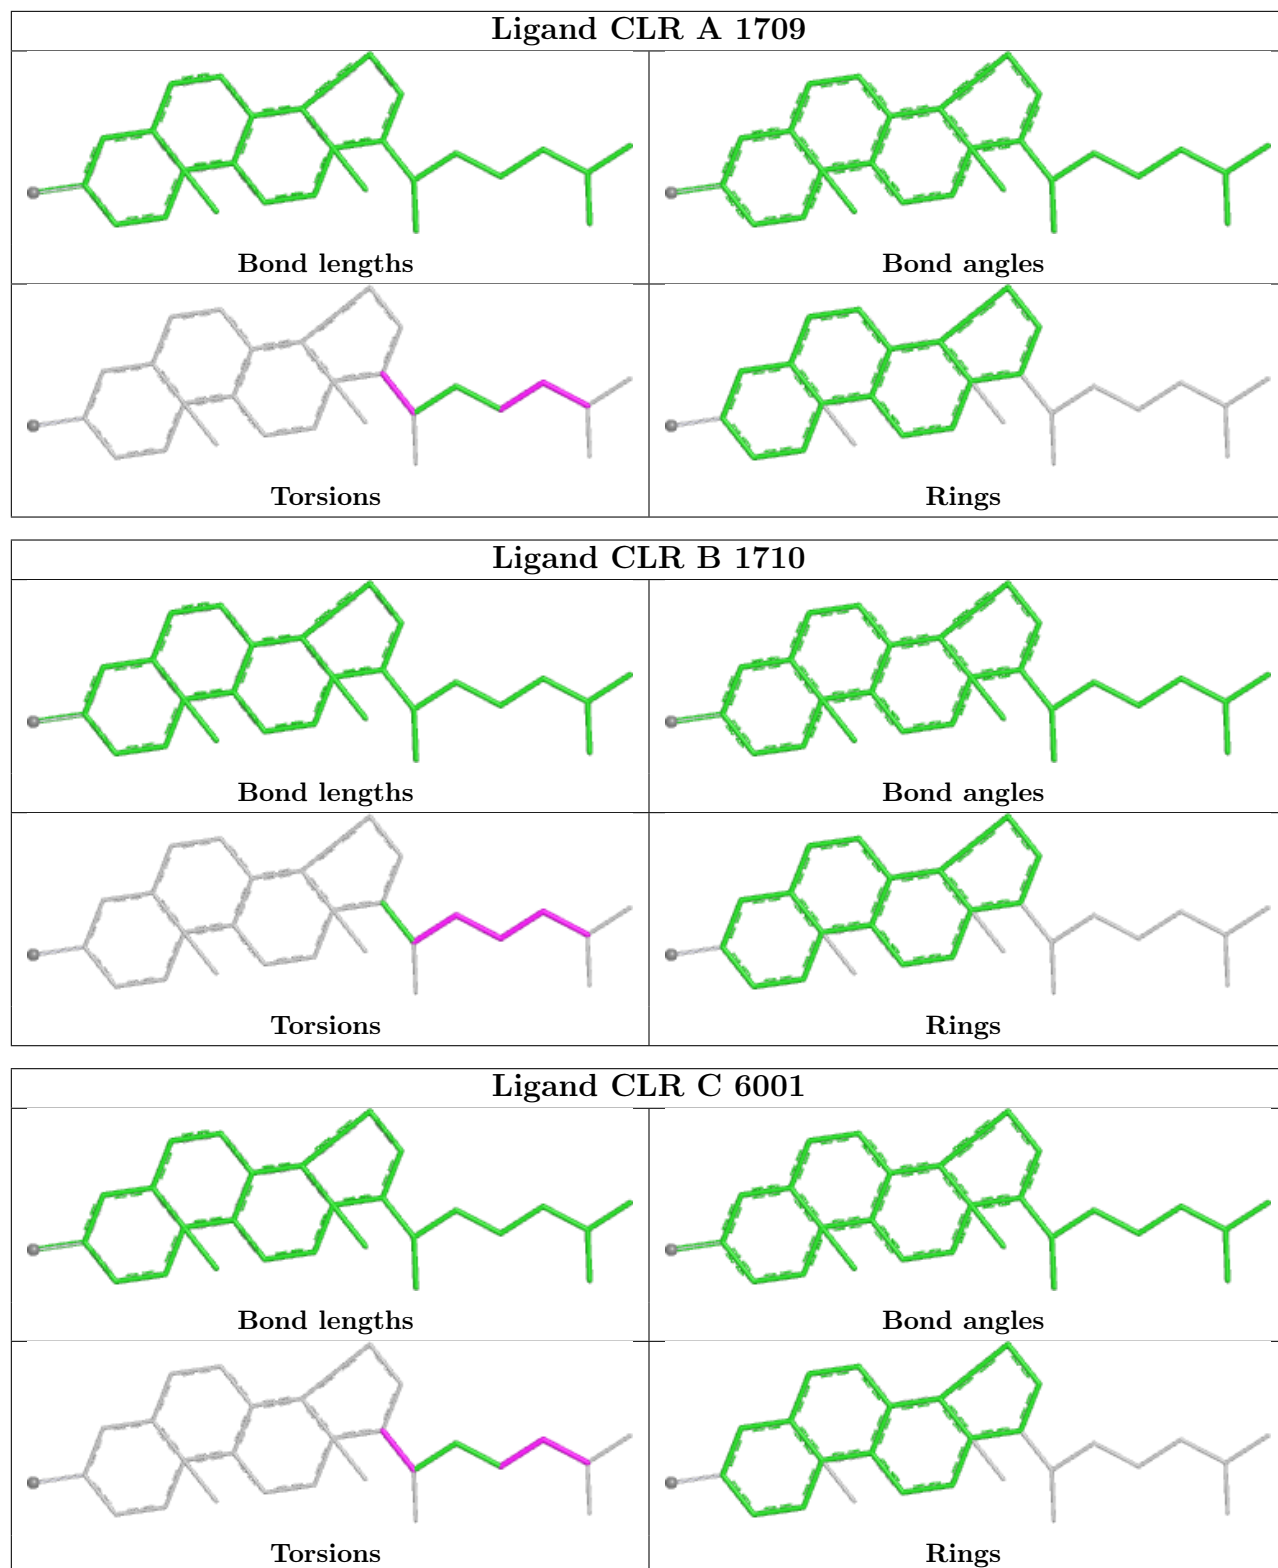 Ligand CLR A 1709
Bond lengths
Bond angles
Torsions
Rings
Ligand CLR B 1710
Bond lengths
Bond angles
Torsions
Rings
Ligand CLR C 6001
Bond lengths
Bond angles
Torsions
Rings